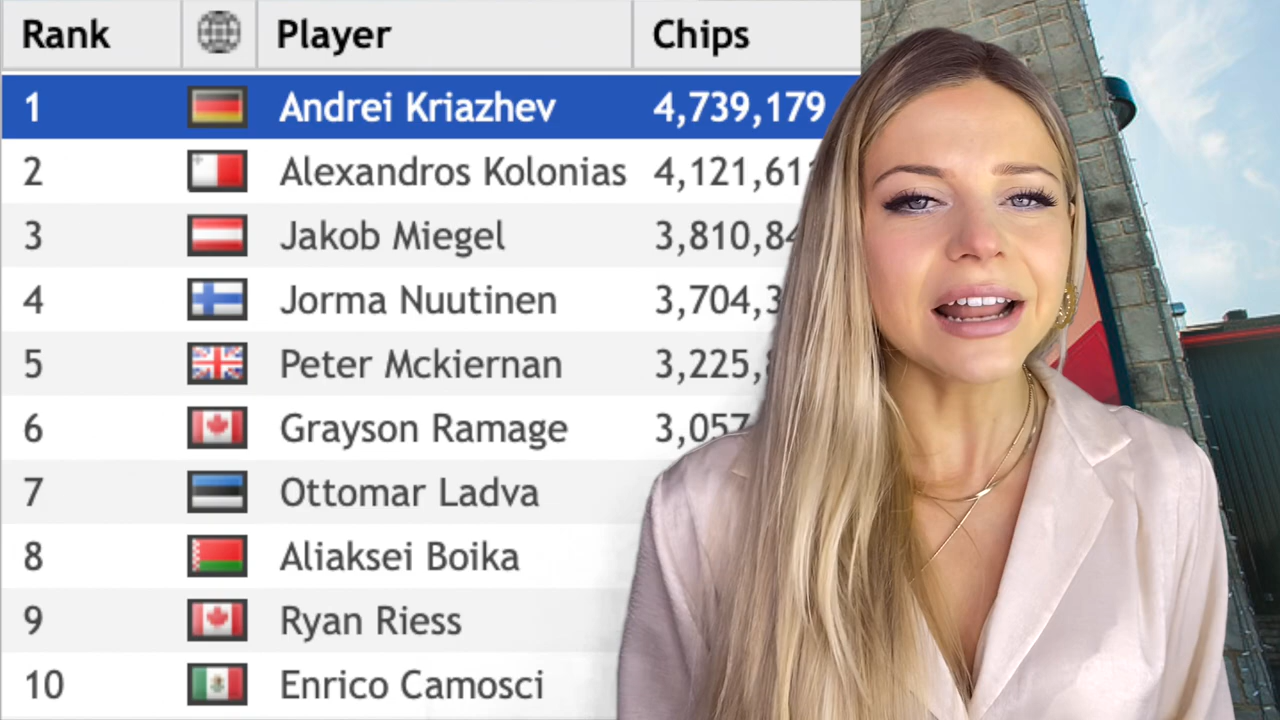 Rank Player Chips
1 Andrei Kriazhev 4,739,179
2 Alexandros Kolonias 4,121,61
3 Jakob Miegel 3,810,84
4 Jorma Nuutinen 3,704,3
5 Peter Mckiernan 3,225,
6 Grayson Ramage 3,057
7 Ottomar Ladva
8 Aliaksei Boika
9 Ryan Riess
10 Enrico Camosci